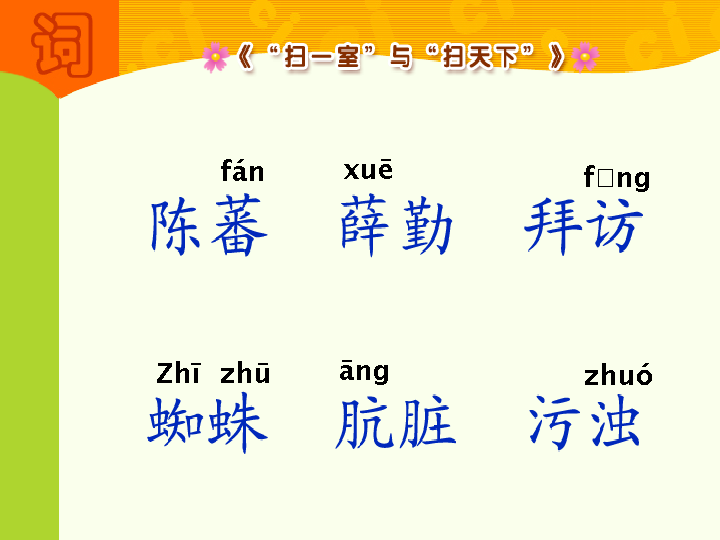 词
《“扫一室”与“扫天下”》
fán xuē f□ng
陈蕃 薛勤 拜访
Zhī zhū āng zhuó
蜘蛛 肮脏 污浊